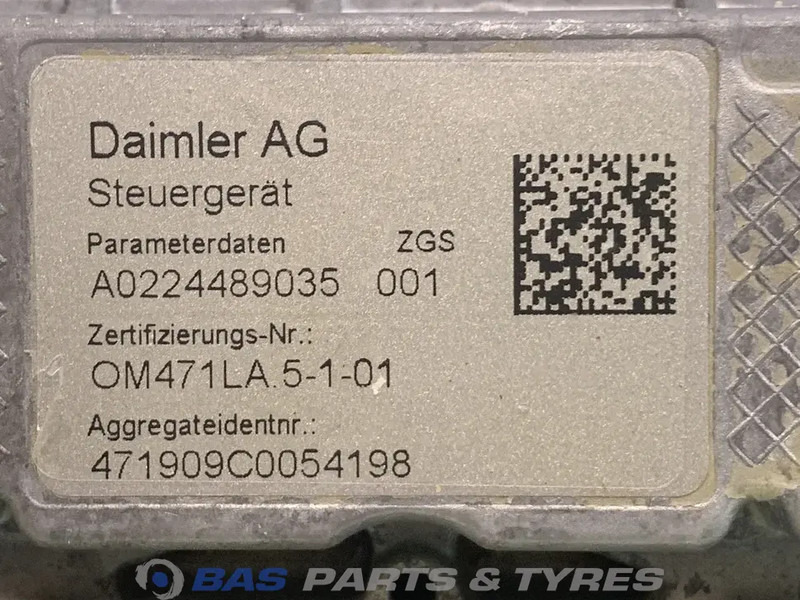 Daimler AG
Steuergerät
Parameterdaten ZGS
A0224489035 001
Zertifizierungs-Nr.:
OM471LA.5-1-01
Aggregateidentnr.:
471909C0054198
BAS PARTS & TYRES